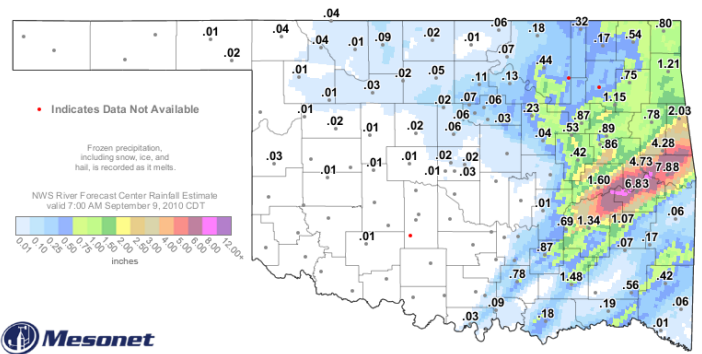 .04
.06 .18 .32 .80
.01 .04 .04 .01 .09 .02 .01 .17 .54
.02 .07
.44 1.21
.01 .03 .02 .05 .11 .13 .75
.01 .02 .07 .06 1.15
.01 .06 .03 .23 .87 .78 2.03
.02 .01 .02 .06 .04 .53 .89
.86 4.28
.03 .01 .01 .01 .02 .02 .42 4.73 7.88
.01 .03
1.60 6.83
.01 .06
.69 1.34 1.07
.01 .87 .07 .17
.78 1.48 .42
.56
.09 .19 .06
.03 .18 .01
Indicates Data Not Available
Frozen precipitation,
including snow, ice, and
hail, is recorded as it melts.
NWS River Forecast Center Rainfall Estimate
valid 7:00 AM September 9, 2010 CDT
0.01 0.10 0.25 0.50 0.75 1.00 1.50 2.00 2.50 3.00 4.00 5.00 6.00 8.00 12.00+
inches
Mesonet